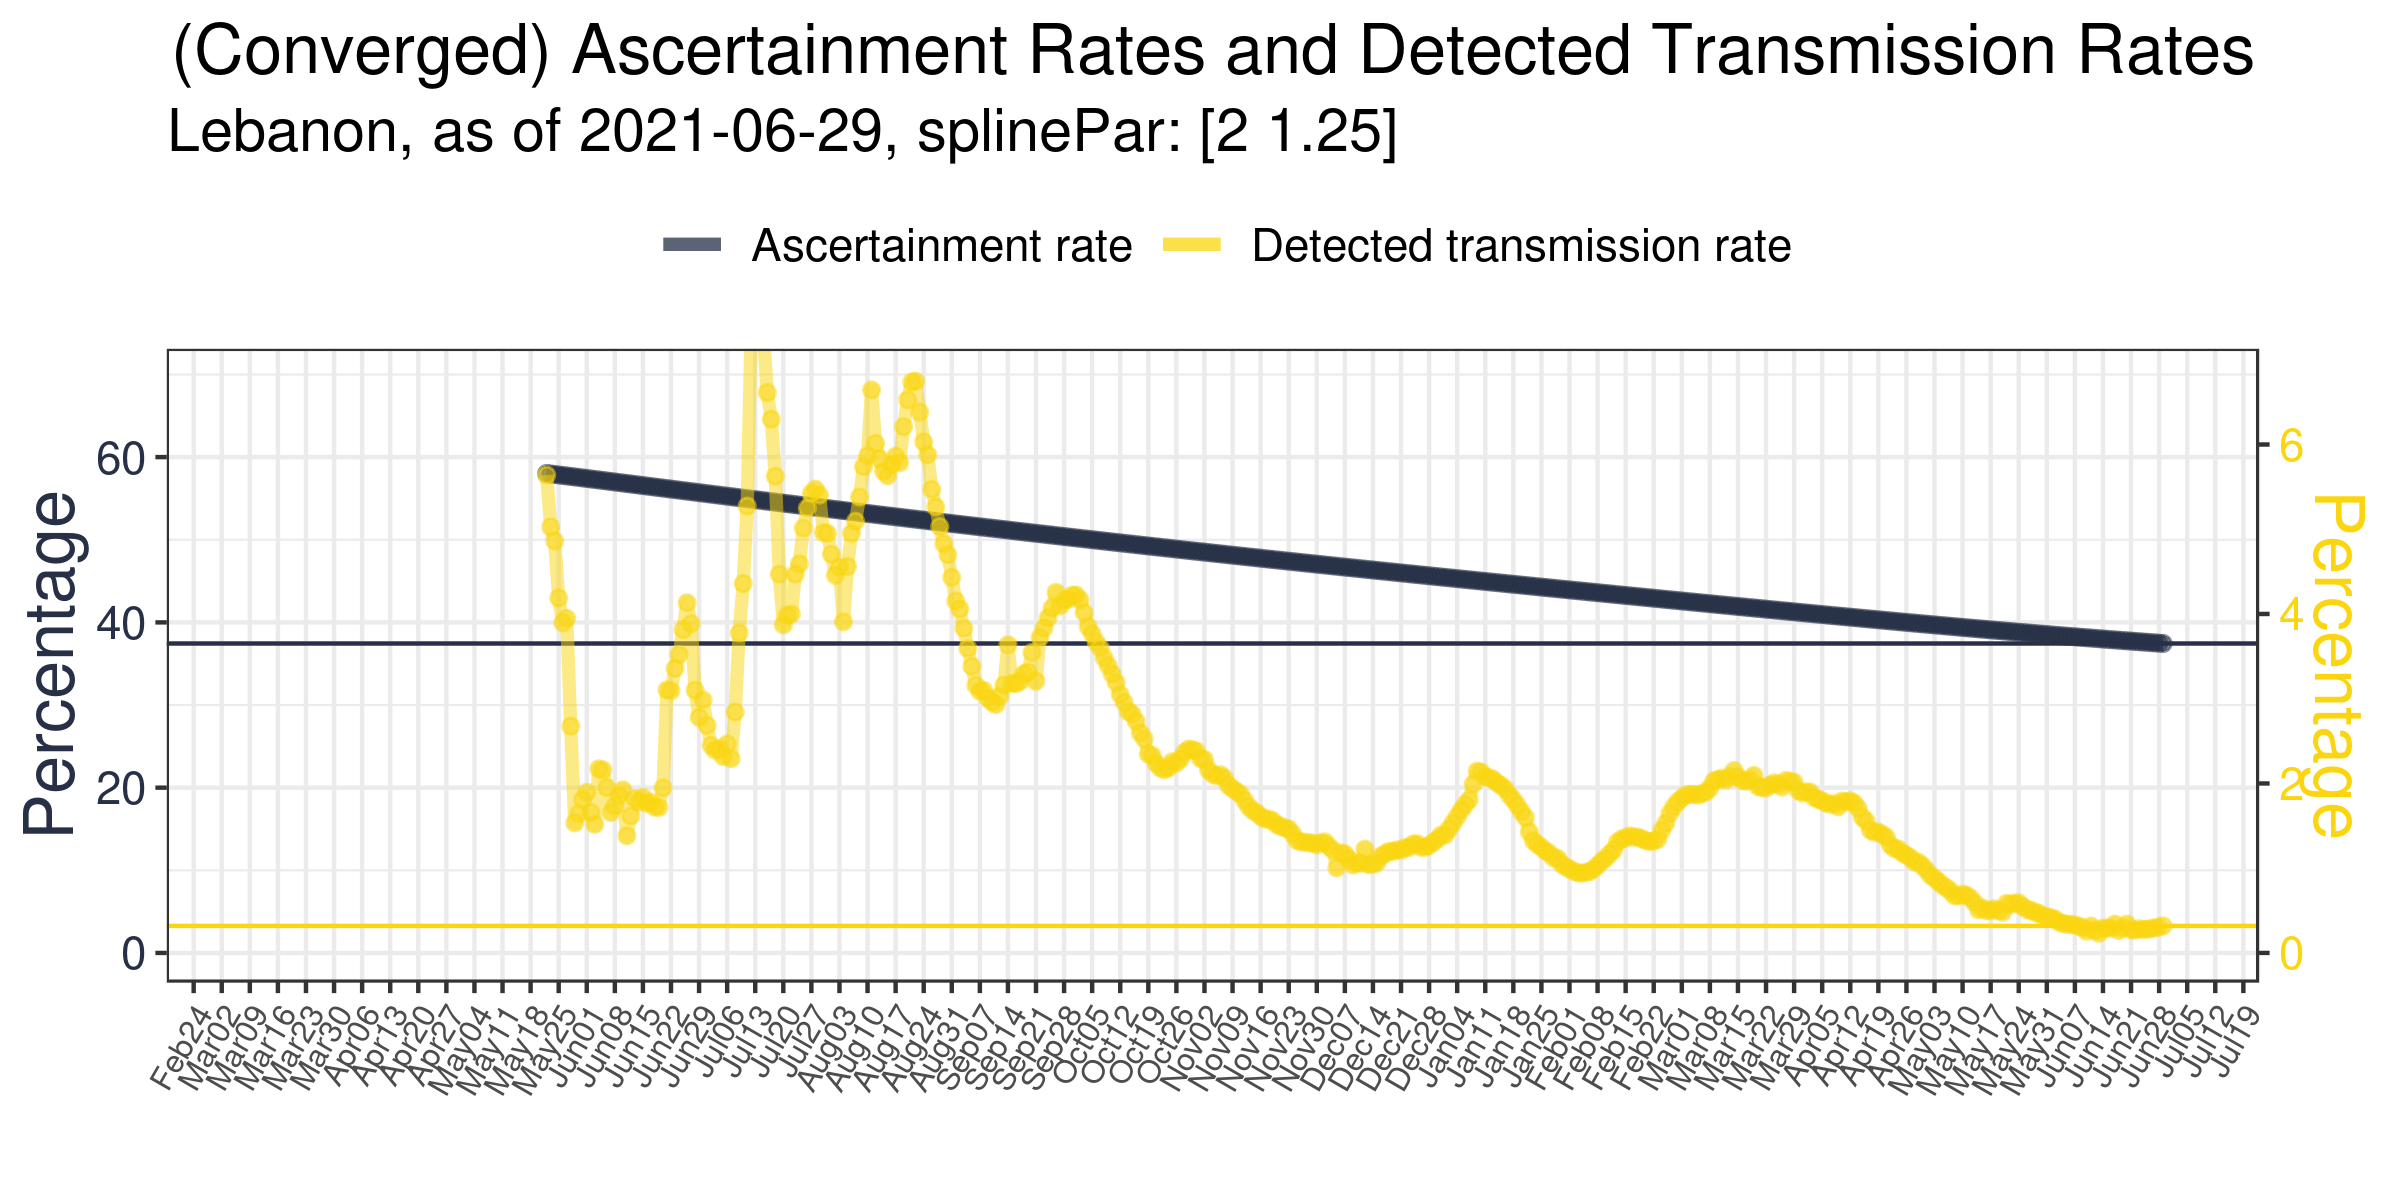 (Converged) Ascertainment Rates and Detected Transmission Rates
Lebanon, as of 2021-06-29, splinePar: [2 1.25]
Ascertainment rate
Detected transmission rate
Percentage
60
40
20
0
6
4
2
0
Percentage
Feb24
Mar02
Mar09
Mar16
Mar23
Mar30
Apr06
Apr13
Apr20
Apr27
May04
May11
May18
May25
Jun01
Jun08
Jun15
Jun22
Jun29
Jul06
Jul13
Jul20
Jul27
Aug03
Aug10
Aug17
Aug24
Aug31
Sep07
Sep14
Sep21
Sep28
Oct05
Oct12
Oct19
Oct26
Nov02
Nov09
Nov16
Nov23
Nov30
Dec07
Dec14
Dec21
Dec28
Jan04
Jan11
Jan18
Jan25
Feb01
Feb08
Feb15
Feb22
Mar01
Mar08
Mar15
Mar22
Mar29
Apr05
Apr12
Apr19
Apr26
May03
May10
May17
May24
May31
Jun07
Jun14
Jun21
Jun28
Jul05
Jul12
Jul19